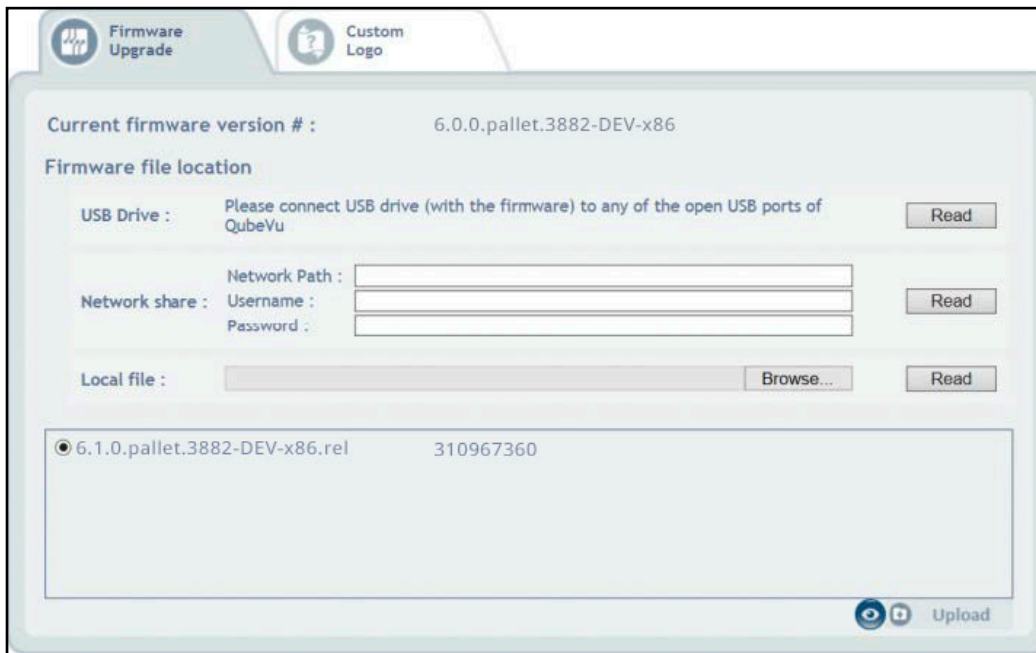 Firmware
Upgrade
Custom
Logo
Current firmware version # :
6.0.0.pallet.3882-DEV-x86
Firmware file location
USB Drive :
Please connect USB drive (with the firmware) to any of the open USB ports of
QubeVu
Read
Network share :
Network Path :
Username :
Password :
Read
Local file :
Browse...
Read
6.1.0.pallet.3882-DEV-x86.rel
310967360
Upload